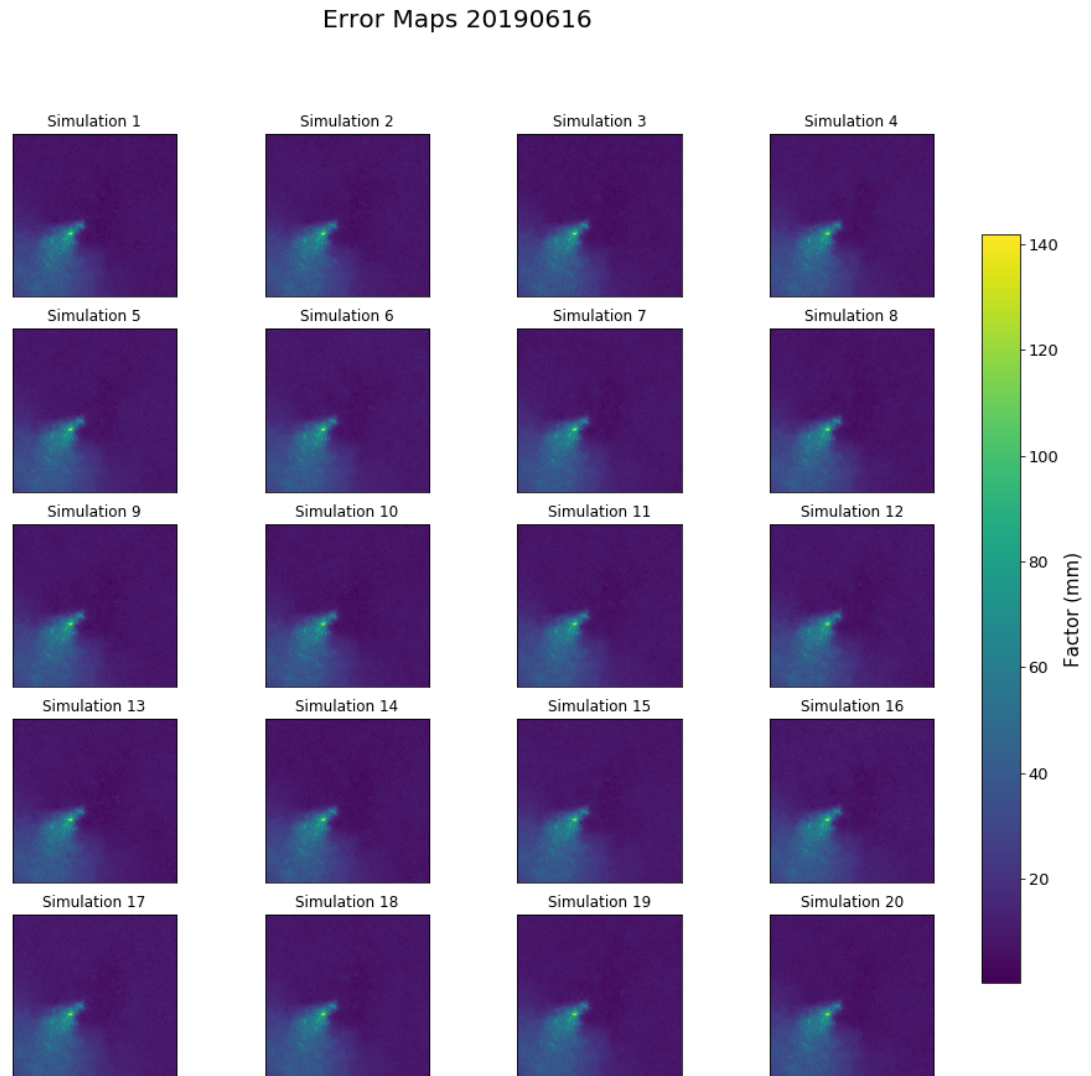 Error Maps 20190616
Simulation 1
Simulation 2
Simulation 3
Simulation 4
Simulation 5
Simulation 6
Simulation 7
Simulation 8
Simulation 9
Simulation 10
Simulation 11
Simulation 12
Simulation 13
Simulation 14
Simulation 15
Simulation 16
Simulation 17
Simulation 18
Simulation 19
Simulation 20
140
120
100
80
60
40
20
Factor (mm)